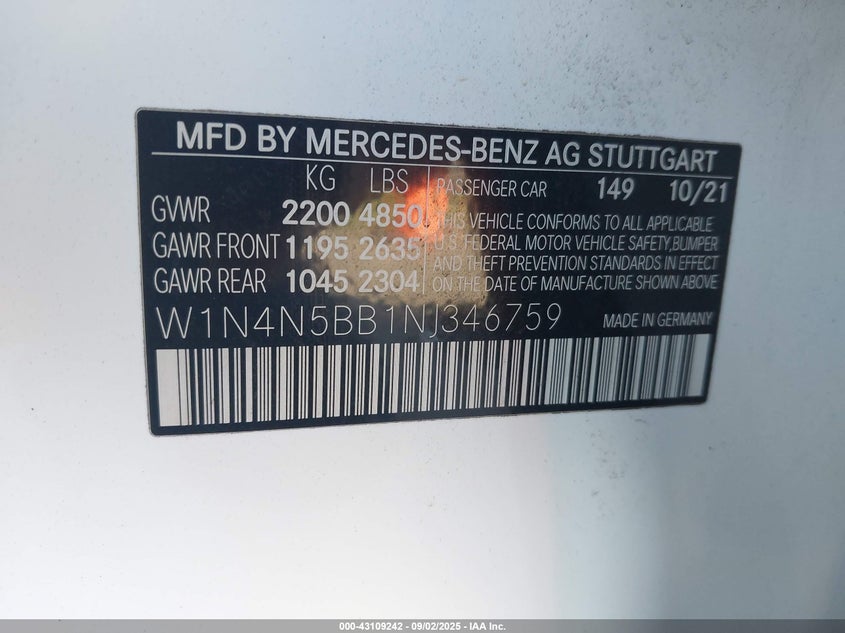 MFD BY MERCEDES-BENZ AG STUTTGART
KG LBS PASSENGER CAR 149 10/21
GVWR 2200 4850 THIS VEHICLE CONFORMS TO ALL APPLICABLE
GAWR FRONT 1195 2635 U.S. FEDERAL MOTOR VEHICLE SAFETY,BUMPER
AND THEFT PREVENTION STANDARDS IN EFFECT
GAWR REAR 1045 2304 ON THE DATE OF MANUFACTURE SHOWN ABOVE
W1N4N5BB1NJ346759 MADE IN GERMANY
000-43109242 - 09/02/2025 - IAA Inc.